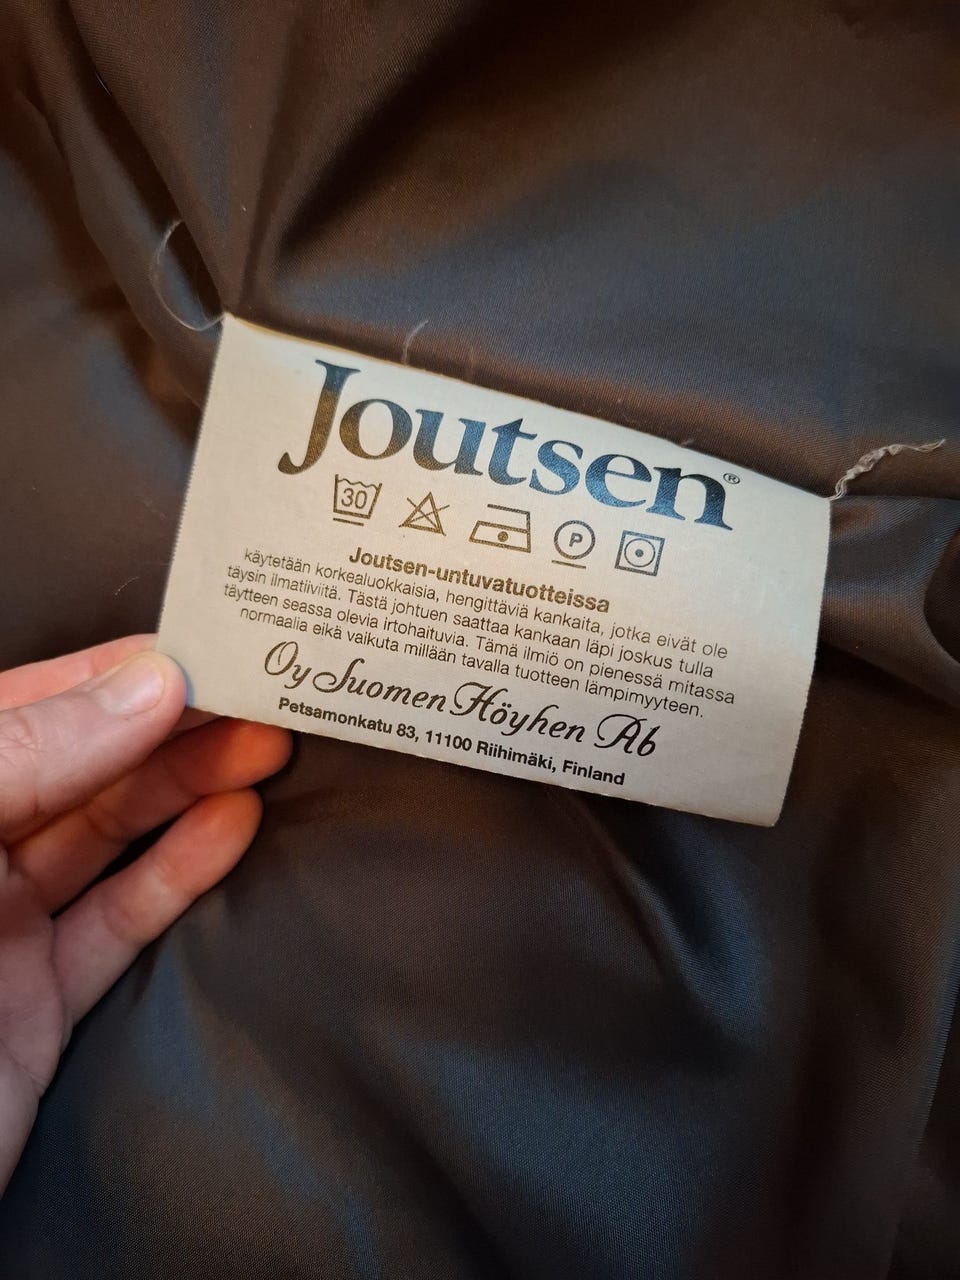 Joutsen®
30 P
Joutsen-untuvatuotteissa
käytetään korkealuokkaisia, hengittäviä kankaita, jotka eivät ole
täysin ilmatiiviitä. Tästä johtuen saattaa kankaan läpi joskus tulla
täytteen seassa olevia irtohaituvia. Tämä ilmiö on pienessä mitassa
normaalia eikä vaikuta millään tavalla tuotteen lämpimyyteen.
Oy Suomen Höyhen Ab
Petsamonkatu 83, 11100 Riihimäki, Finland